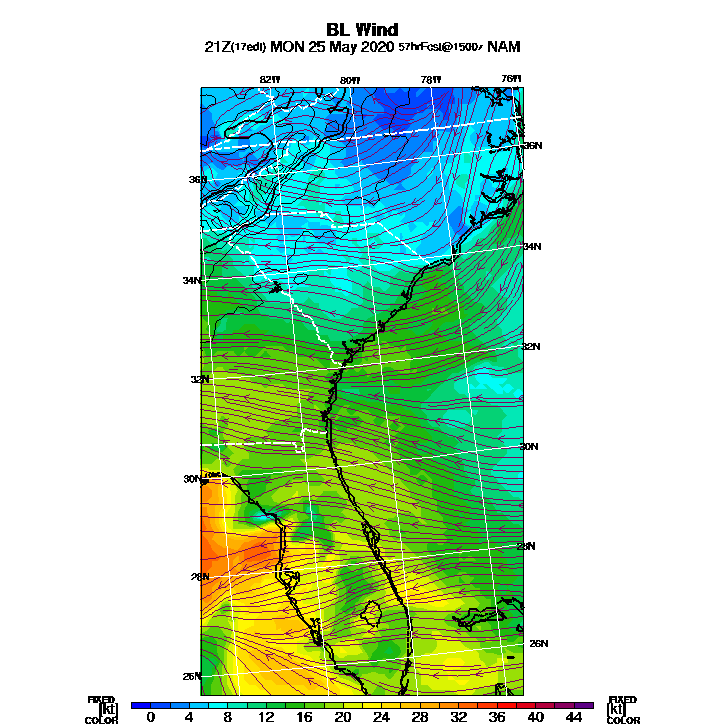 BL Wind
21Z(17edt) MON 25 May 2020 57hrFcst@1500z NAM
82W 80W 78W 76W
36N
36N
34N
34N
32N
32N
30N
30N
28N
28N
26N
26N
FIXED FIXED
[kt] [kt]
COLOR COLOR
0 4 8 12 16 20 24 28 32 36 40 44